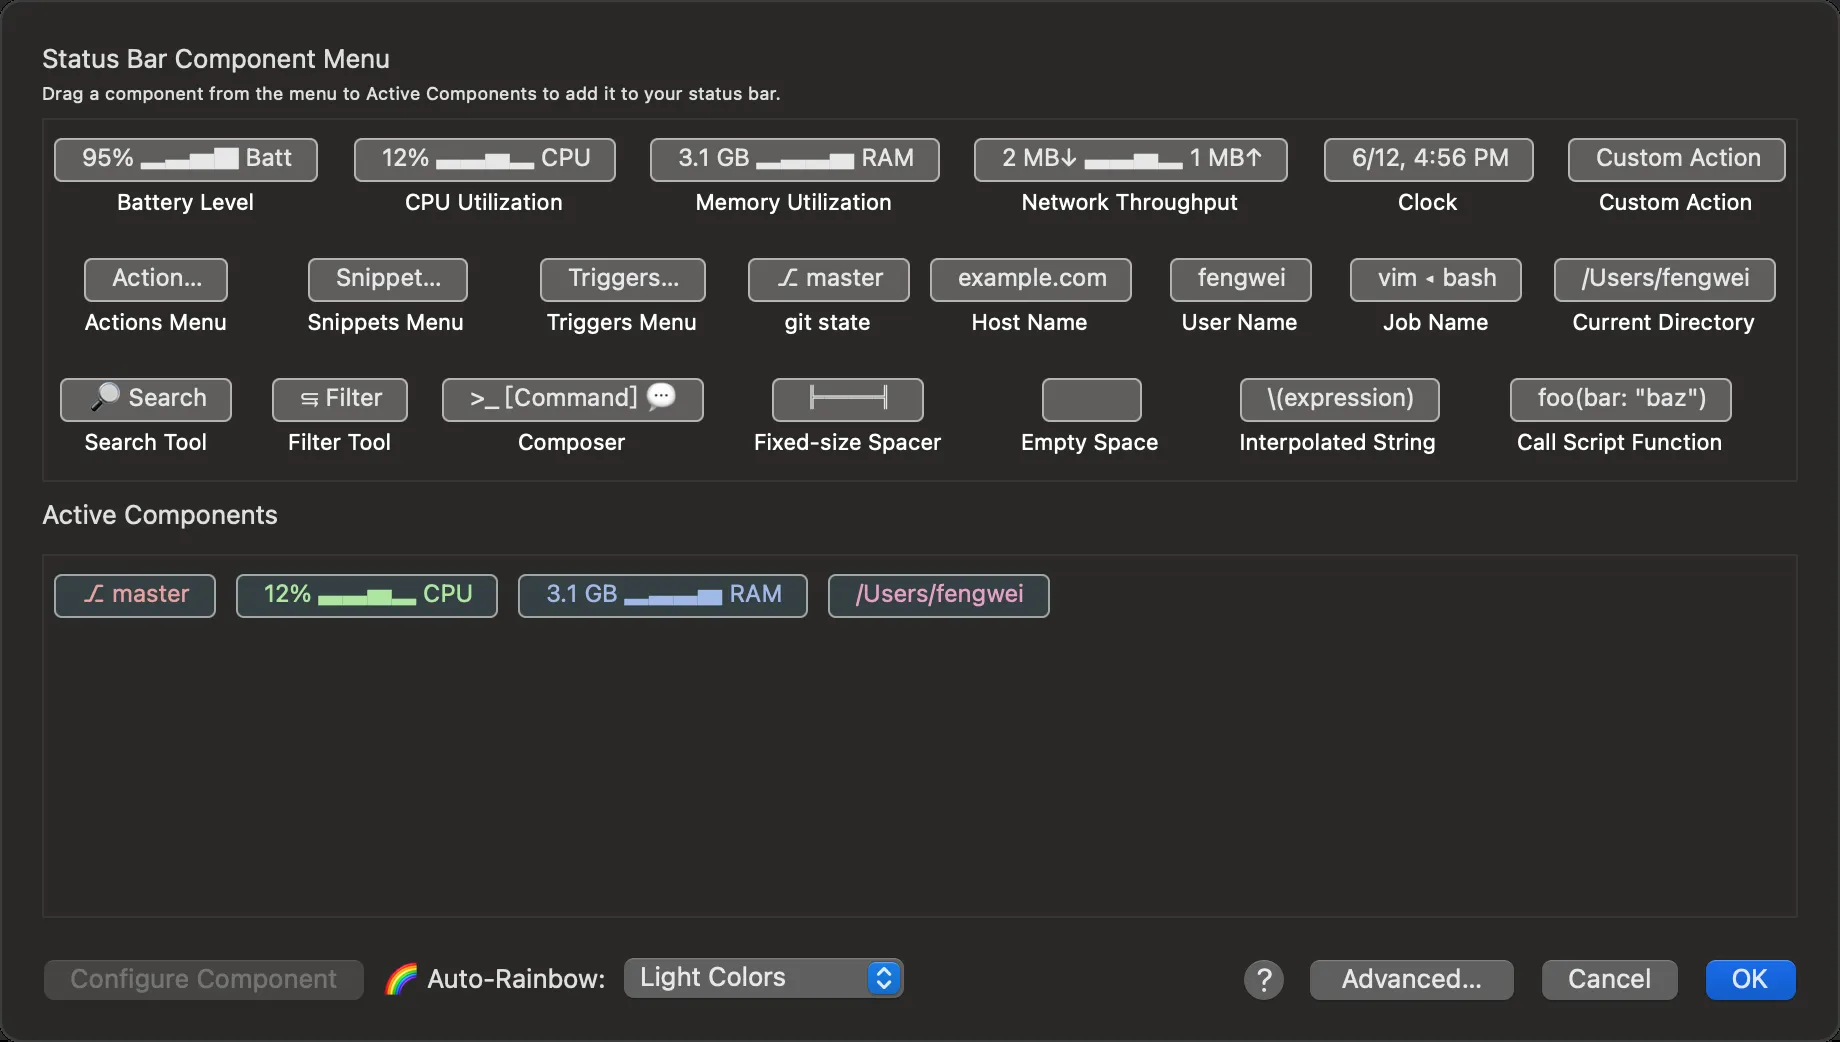 Status Bar Component Menu
Drag a component from the menu to Active Components to add it to your status bar.
95% ▂▃▅▇ Batt 12% ▂▂▃▂ CPU 3.1 GB ▂▂▂▃ RAM 2 MB↓ ▂▂▃▂ 1 MB↑ 6/12, 4:56 PM Custom Action
Battery Level CPU Utilization Memory Utilization Network Throughput Clock Custom Action
Action... Snippet... Triggers... ⎇ master example.com fengwei vim ◂ bash /Users/fengwei
Actions Menu Snippets Menu Triggers Menu git state Host Name User Name Job Name Current Directory
🔎 Search ⥃ Filter >_ [Command] 💬 \(expression) foo(bar: "baz")
Search Tool Filter Tool Composer Fixed-size Spacer Empty Space Interpolated String Call Script Function
Active Components
⎇ master 12% ▂▂▃▂ CPU 3.1 GB ▂▂▂▃ RAM /Users/fengwei
Configure Component 🌈 Auto-Rainbow: Light Colors ? Advanced... Cancel OK